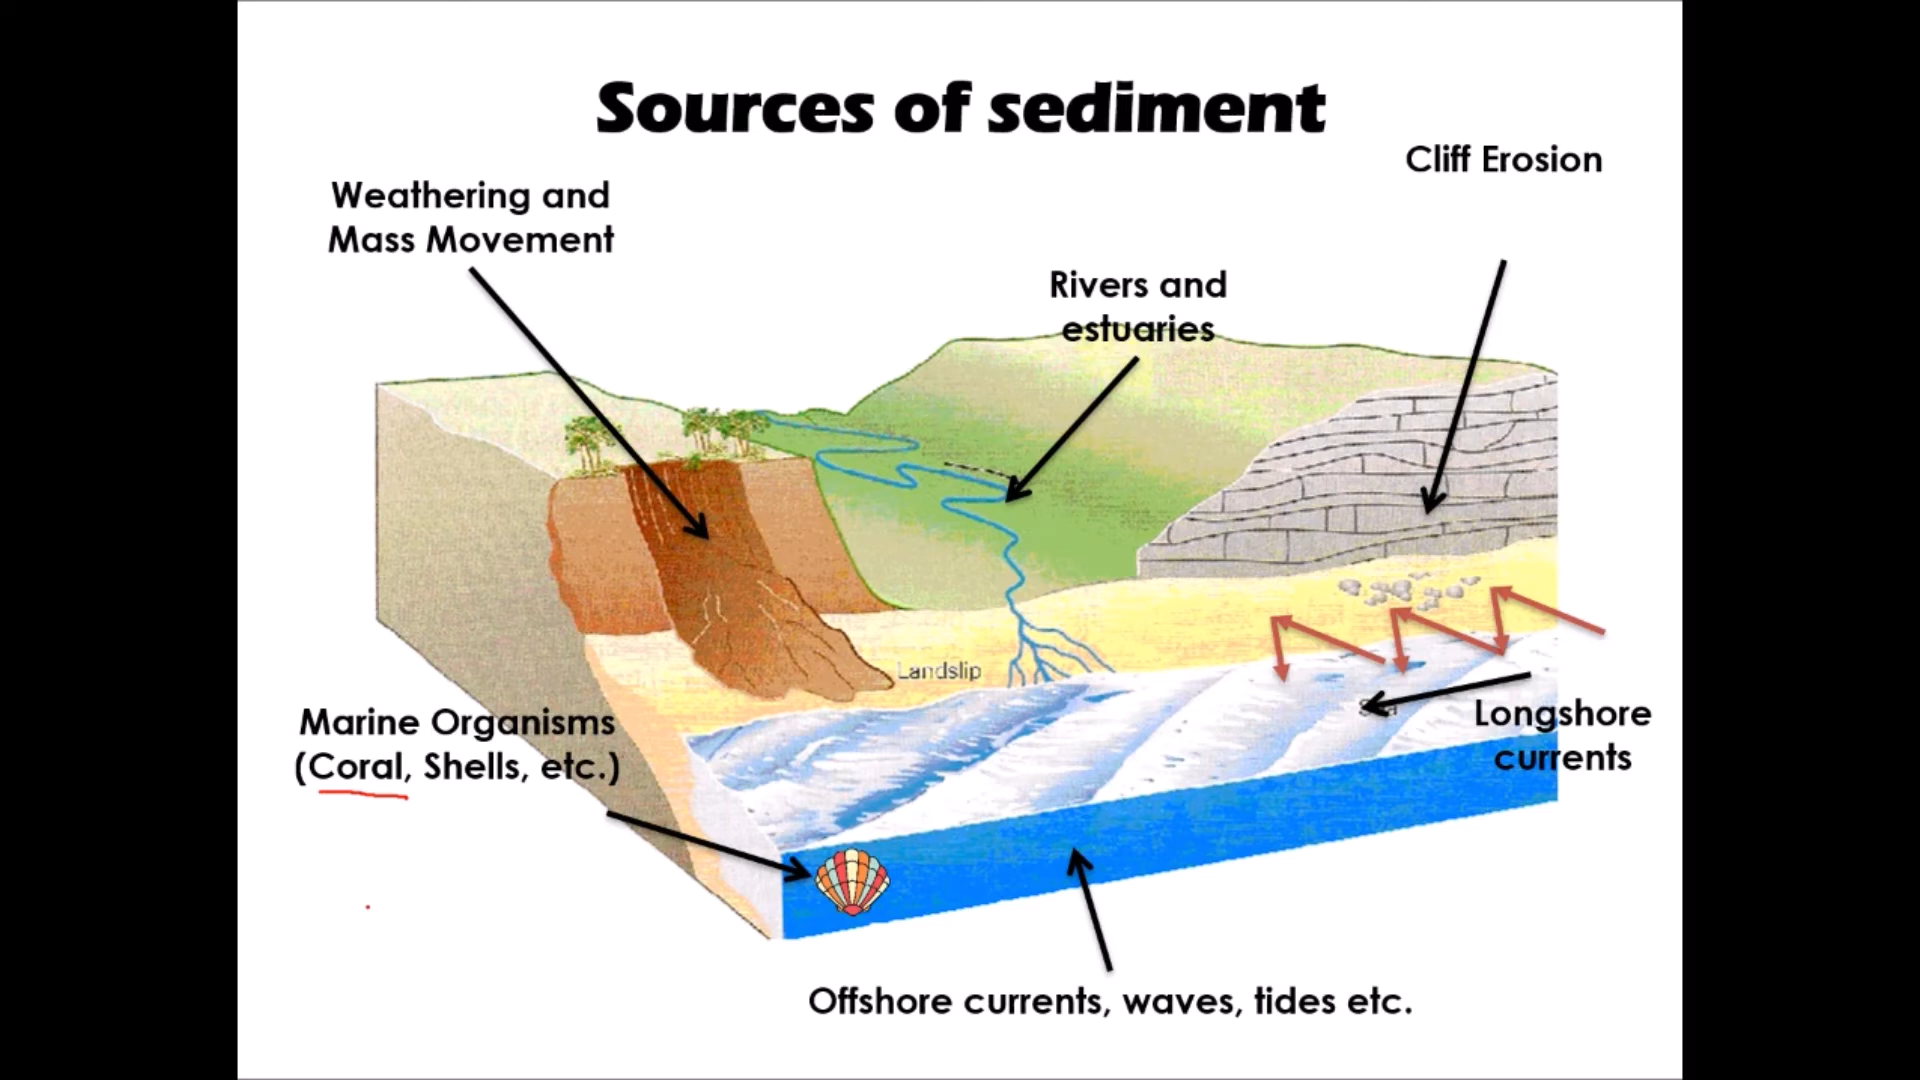 Sources of sediment
Cliff Erosion
Weathering and
Mass Movement
Rivers and
estuaries
Landslip
Marine Organisms
(Coral, Shells, etc.)
Longshore
currents
Offshore currents, waves, tides etc.